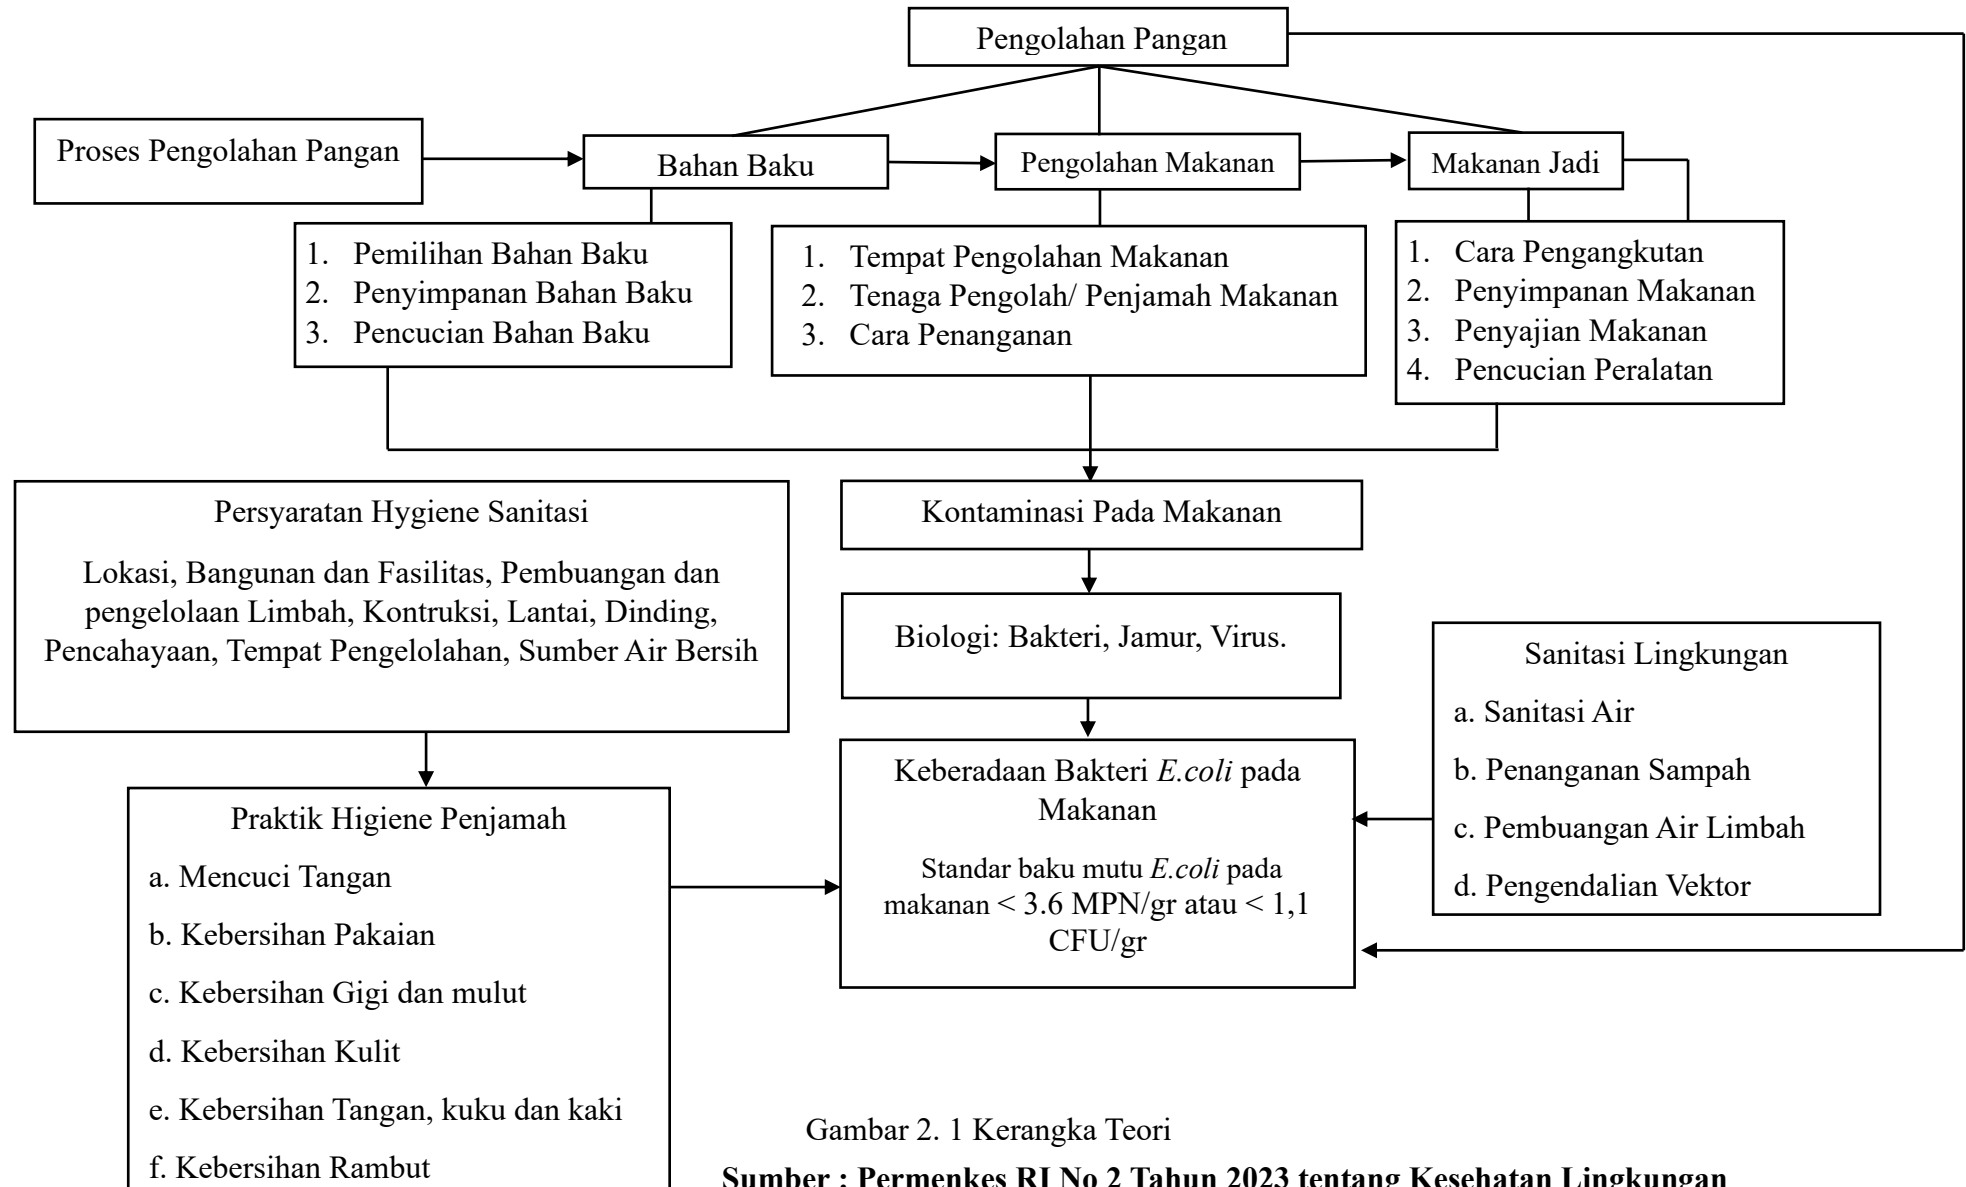 Pengolahan Pangan
Proses Pengolahan Pangan
Bahan Baku
Pengolahan Makanan
Makanan Jadi
1. Pemilihan Bahan Baku
2. Penyimpanan Bahan Baku
3. Pencucian Bahan Baku
1. Tempat Pengolahan Makanan
2. Tenaga Pengolah/ Penjamah Makanan
3. Cara Penanganan
1. Cara Pengangkutan
2. Penyimpanan Makanan
3. Penyajian Makanan
4. Pencucian Peralatan
Persyaratan Hygiene Sanitasi
Lokasi, Bangunan dan Fasilitas, Pembuangan dan
pengelolaan Limbah, Kontruksi, Lantai, Dinding,
Pencahayaan, Tempat Pengelolahan, Sumber Air Bersih
Kontaminasi Pada Makanan
Biologi: Bakteri, Jamur, Virus.
Sanitasi Lingkungan
a. Sanitasi Air
b. Penanganan Sampah
c. Pembuangan Air Limbah
d. Pengendalian Vektor
Keberadaan Bakteri E.coli pada
Makanan
Standar baku mutu E.coli pada
makanan < 3.6 MPN/gr atau < 1,1
CFU/gr
Praktik Higiene Penjamah
a. Mencuci Tangan
b. Kebersihan Pakaian
c. Kebersihan Gigi dan mulut
d. Kebersihan Kulit
e. Kebersihan Tangan, kuku dan kaki
f. Kebersihan Rambut
Gambar 2. 1 Kerangka Teori
Sumber : Permenkes RI No 2 Tahun 2023 tentang Kesehatan Lingkungan